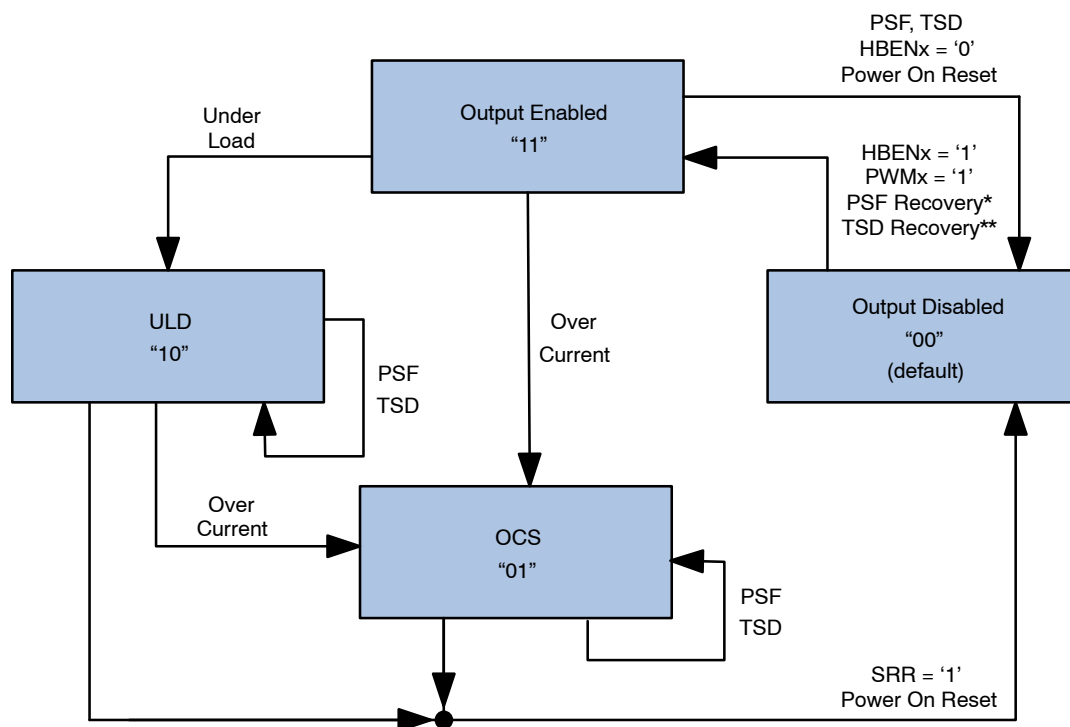 PSF, TSD
HBENx = ‘0’
Power On Reset
Output Enabled
“11”
Under
Load
HBENx = ‘1’
PWMx = ‘1’
PSF Recovery*
TSD Recovery**
ULD
“10”
Output Disabled
“00”
(default)
Over
Current
PSF
TSD
Over
Current
OCS
“01”
PSF
TSD
SRR = ‘1’
Power On Reset